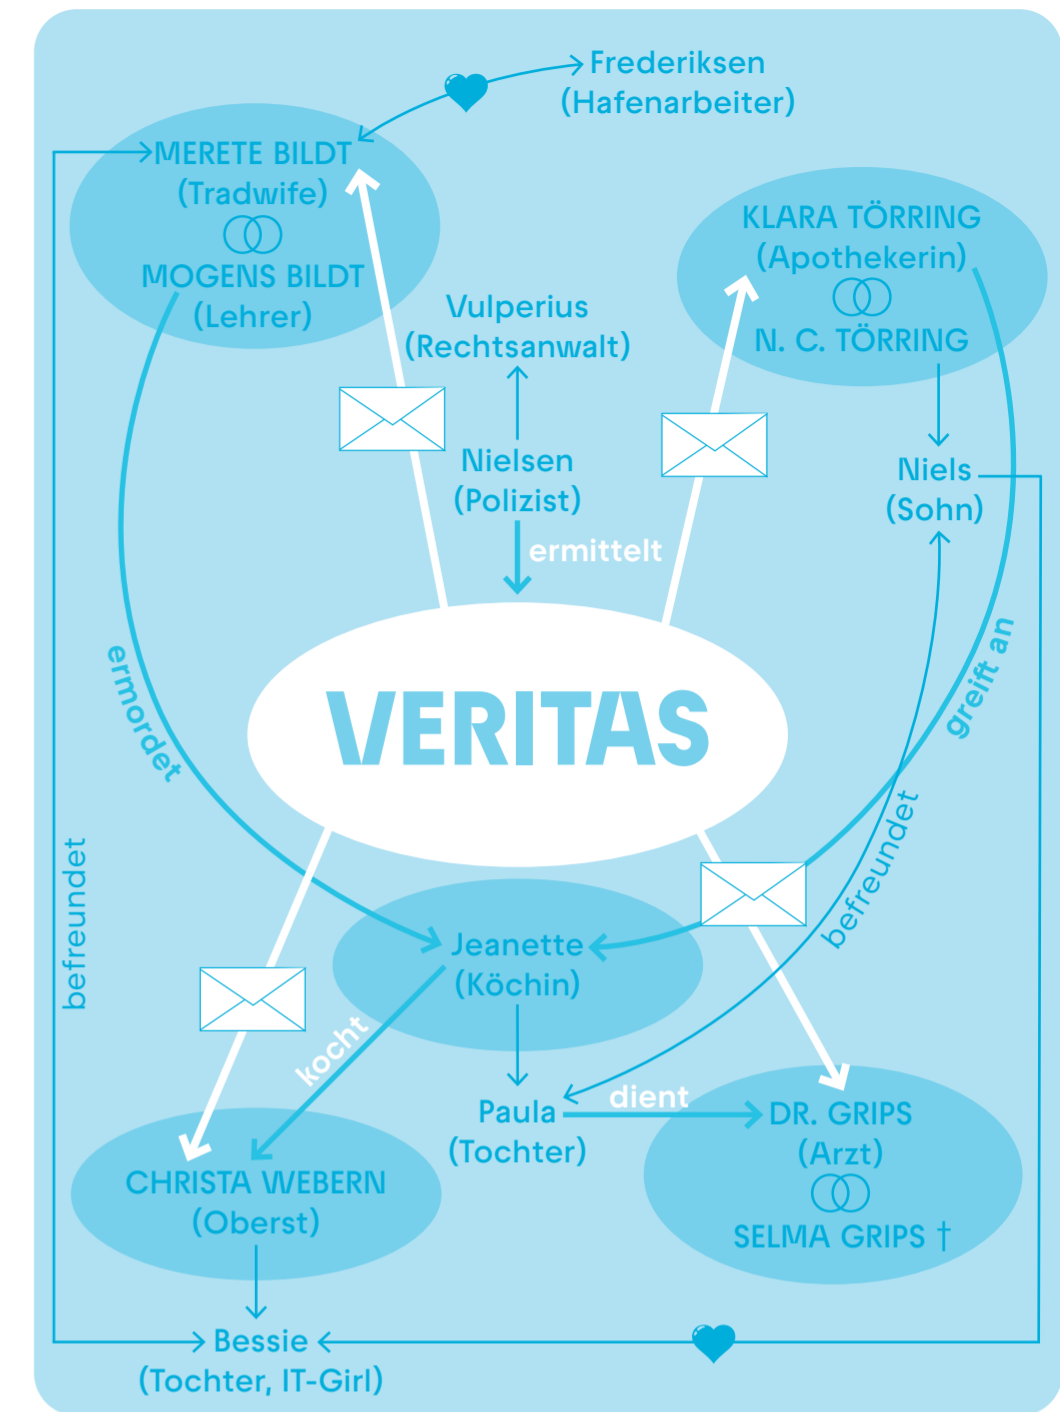 Frederiksen
(Hafenarbeiter)
MERETE BILDT
(Tradwife)
MOGENS BILDT
(Lehrer)
KLARA TÖRRING
(Apothekerin)
N. C. TÖRRING
Vulperius
(Rechtsanwalt)
Nielsen
(Polizist)
ermittelt
Niels
(Sohn)
VERITAS
ermordet
greift an
befreundet
befreundet
Jeanette
(Köchin)
kocht
Paula
(Tochter)
dient
DR. GRIPS
(Arzt)
SELMA GRIPS †
CHRISTA WEBERN
(Oberst)
Bessie
(Tochter, IT-Girl)